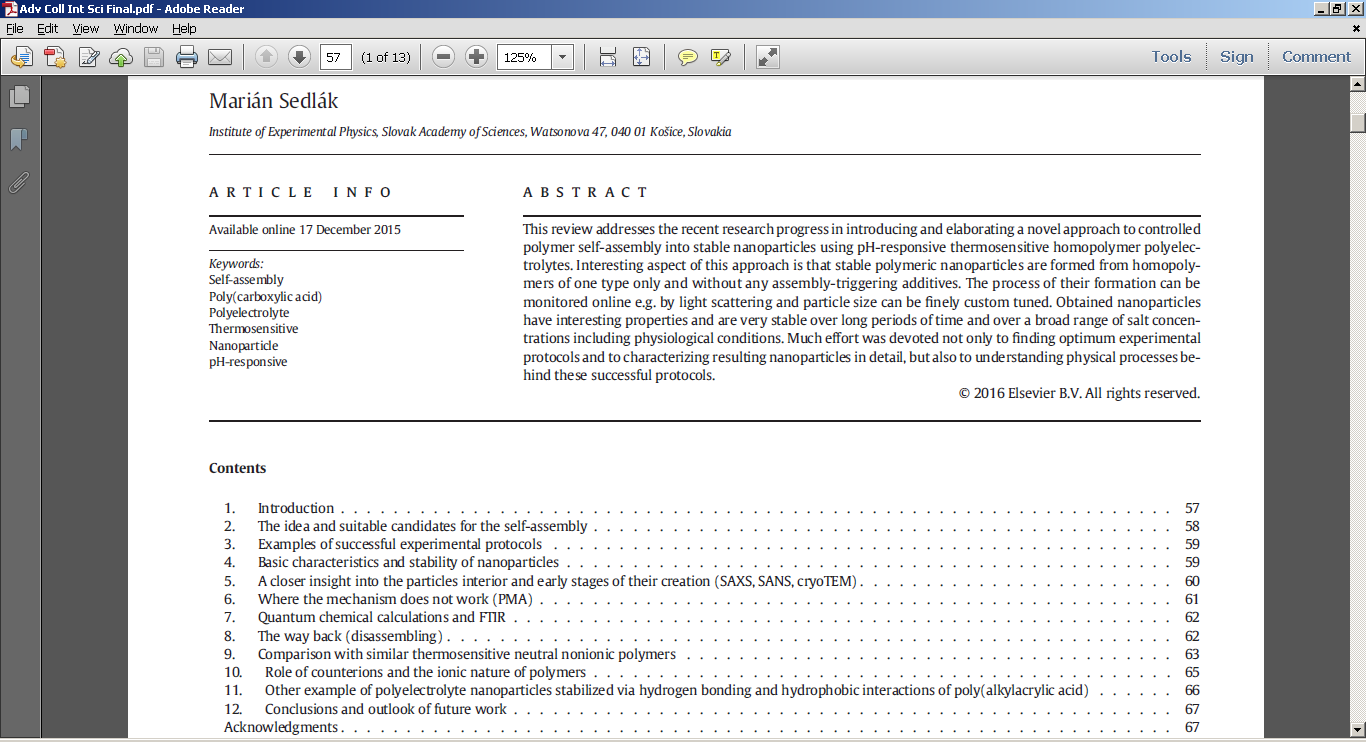 Adv Coll Int Sci Final.pdf - Adobe Reader
File Edit View Window Help
57 (1 of 13) 125% Tools Sign Comment
Marián Sedlák
Institute of Experimental Physics, Slovak Academy of Sciences, Watsonova 47, 040 01 Košice, Slovakia
ARTICLE INFO
Available online 17 December 2015
Keywords:
Self-assembly
Poly(carboxylic acid)
Polyelectrolyte
Thermosensitive
Nanoparticle
pH-responsive
ABSTRACT
This review addresses the recent research progress in introducing and elaborating a novel approach to controlled
polymer self-assembly into stable nanoparticles using pH-responsive thermosensitive homopolymer polyelec-
trolytes. Interesting aspect of this approach is that stable polymeric nanoparticles are formed from homopoly-
mers of one type only and without any assembly-triggering additives. The process of their formation can be
monitored online e.g. by light scattering and particle size can be finely custom tuned. Obtained nanoparticles
have interesting properties and are very stable over long periods of time and over a broad range of salt concen-
trations including physiological conditions. Much effort was devoted not only to finding optimum experimental
protocols and to characterizing resulting nanoparticles in detail, but also to understanding physical processes be-
hind these successful protocols.
© 2016 Elsevier B.V. All rights reserved.
Contents
1. Introduction . . . . . . . . . . 57
2. The idea and suitable candidates for the self-assembly . . . . . . . . . . 58
3. Examples of successful experimental protocols . . . . . . . . . . 59
4. Basic characteristics and stability of nanoparticles . . . . . . . . . . 59
5. A closer insight into the particles interior and early stages of their creation (SAXS, SANS, cryoTEM) . . . . . . . . . . 60
6. Where the mechanism does not work (PMA) . . . . . . . . . . 61
7. Quantum chemical calculations and FTIR . . . . . . . . . . 62
8. The way back (disassembling) . . . . . . . . . . 62
9. Comparison with similar thermosensitive neutral nonionic polymers . . . . . . . . . . 63
10. Role of counterions and the ionic nature of polymers . . . . . . . . . . 65
11. Other example of polyelectrolyte nanoparticles stabilized via hydrogen bonding and hydrophobic interactions of poly(alkylacrylic acid) . . . . . . 66
12. Conclusions and outlook of future work . . . . . . . . . . 67
Acknowledgments . . . . . . . . . . 67